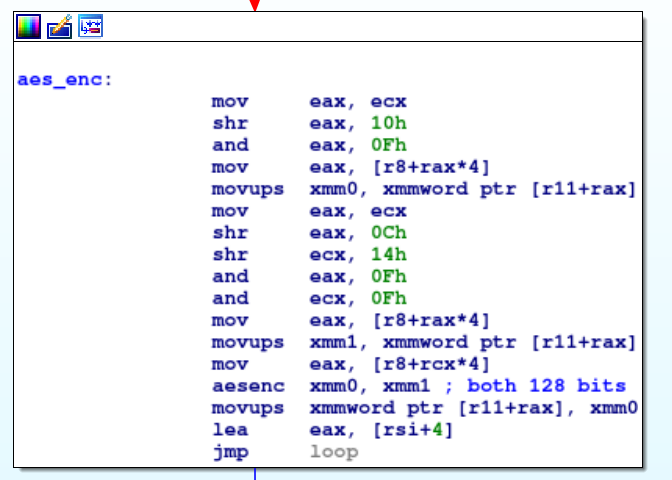 aes_enc:
mov eax, ecx
shr eax, 10h
and eax, 0Fh
mov eax, [r8+rax*4]
movups xmm0, xmmword ptr [r11+rax]
mov eax, ecx
shr eax, 0Ch
shr ecx, 14h
and eax, 0Fh
and ecx, 0Fh
mov eax, [r8+rax*4]
movups xmm1, xmmword ptr [r11+rax]
mov eax, [r8+rcx*4]
aesenc xmm0, xmm1 ; both 128 bits
movups xmmword ptr [r11+rax], xmm0
lea eax, [rsi+4]
jmp loop